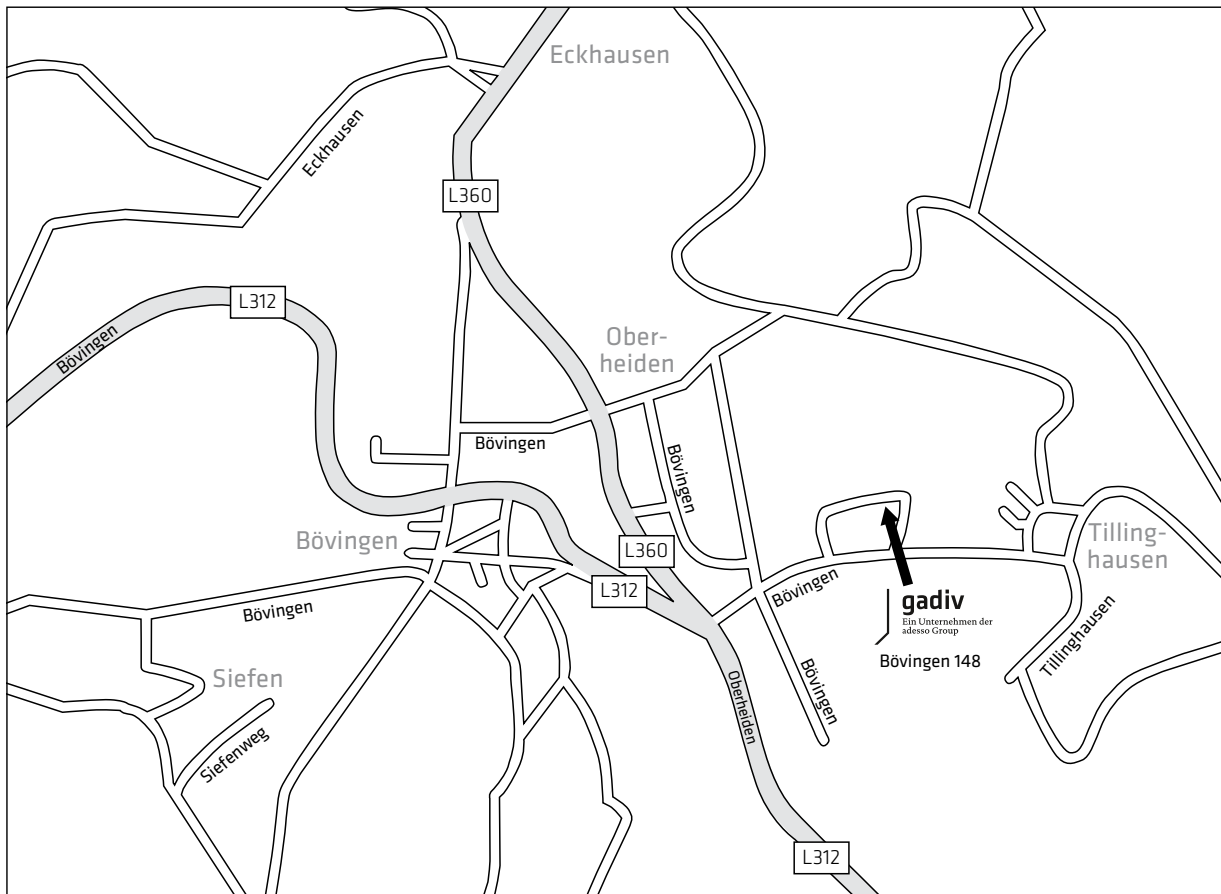 Eckhausen
Eckhausen
L360
L312
Bövingen
Ober-
heiden
Bövingen
Bövingen
Bövingen
L360
L312
Tilling-
hausen
Bövingen
gadiv
Ein Unternehmen der
adesso Group
Bövingen 148
Bövingen
Tillinghausen
Siefen
Siefenweg
Oberheiden
Bövingen
L312